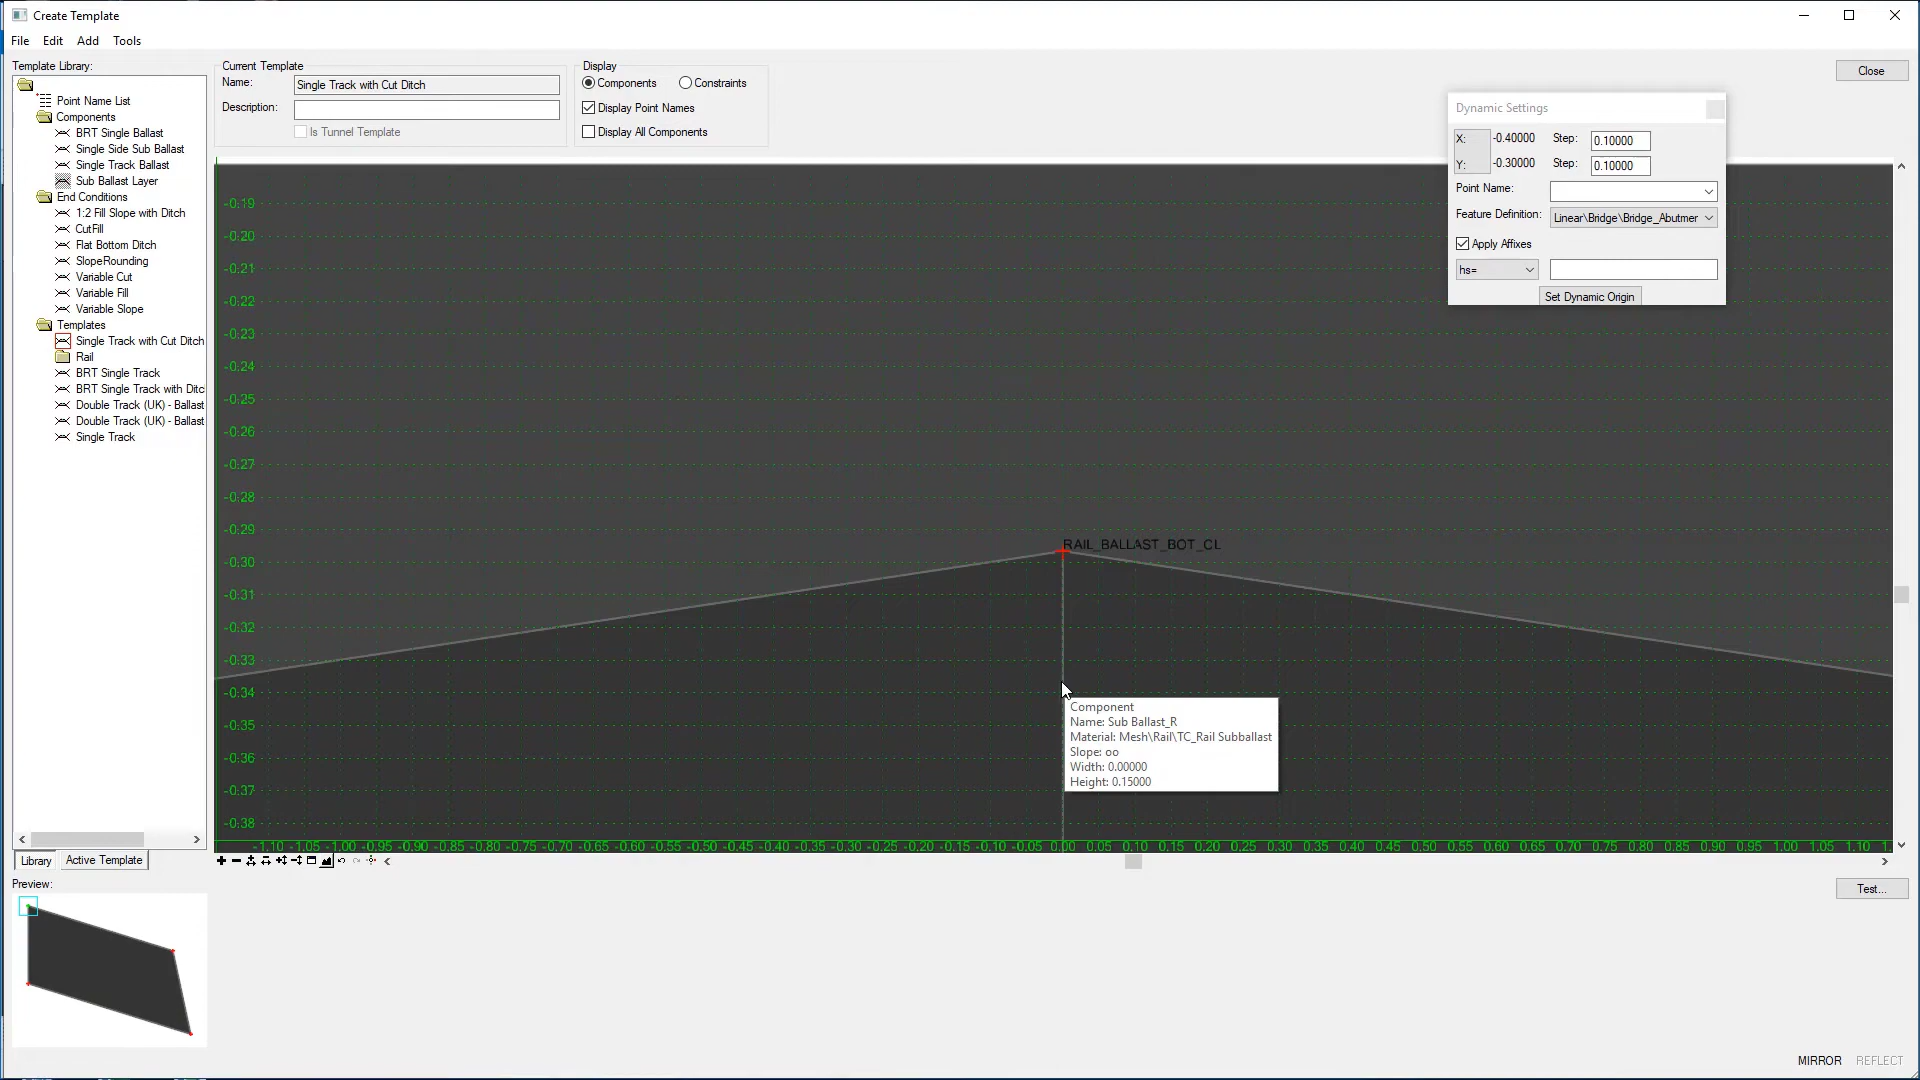 Create Template
File Edit Add Tools
Template Library:
Point Name List
Components
BRT Single Ballast
Single Side Sub Ballast
Single Track Ballast
Sub Ballast Layer
End Conditions
1:2 Fill Slope with Ditch
CutFill
Flat Bottom Ditch
SlopeRounding
Variable Cut
Variable Fill
Variable Slope
Templates
Single Track with Cut Ditch
Rail
BRT Single Track
BRT Single Track with Ditc
Double Track (UK) - Ballast
Double Track (UK) - Ballast
Single Track
Library Active Template
Preview:
Current Template
Name: Single Track with Cut Ditch
Description:
Is Tunnel Template
Display
Components Constraints
Display Point Names
Display All Components
Close
Dynamic Settings
X: -0.40000 Step: 0.10000
Y: -0.30000 Step: 0.10000
Point Name:
Feature Definition: Linear\Bridge\Bridge_Abutmer
Apply Affixes
hs=
Set Dynamic Origin
-0.19
-0.20
-0.21
-0.22
-0.23
-0.24
-0.25
-0.26
-0.27
-0.28
-0.29
-0.30
-0.31
-0.32
-0.33
-0.34
-0.35
-0.36
-0.37
-0.38
RAIL_BALLAST_BOT_CL
Component
Name: Sub Ballast_R
Material: Mesh\Rail\TC_Rail Subballast
Slope: oo
Width: 0.00000
Height: 0.15000
-1.10 -1.05 -1.00 -0.95 -0.90 -0.85 -0.80 -0.75 -0.70 -0.65 -0.60 -0.55 -0.50 -0.45 -0.40 -0.35 -0.30 -0.25 -0.20 -0.15 -0.10 -0.05 0.00 0.05 0.10 0.15 0.20 0.25 0.30 0.35 0.40 0.45 0.50 0.55 0.60 0.65 0.70 0.75 0.80 0.85 0.90 0.95 1.00 1.05 1.10 1.
Test...
MIRROR REFLECT